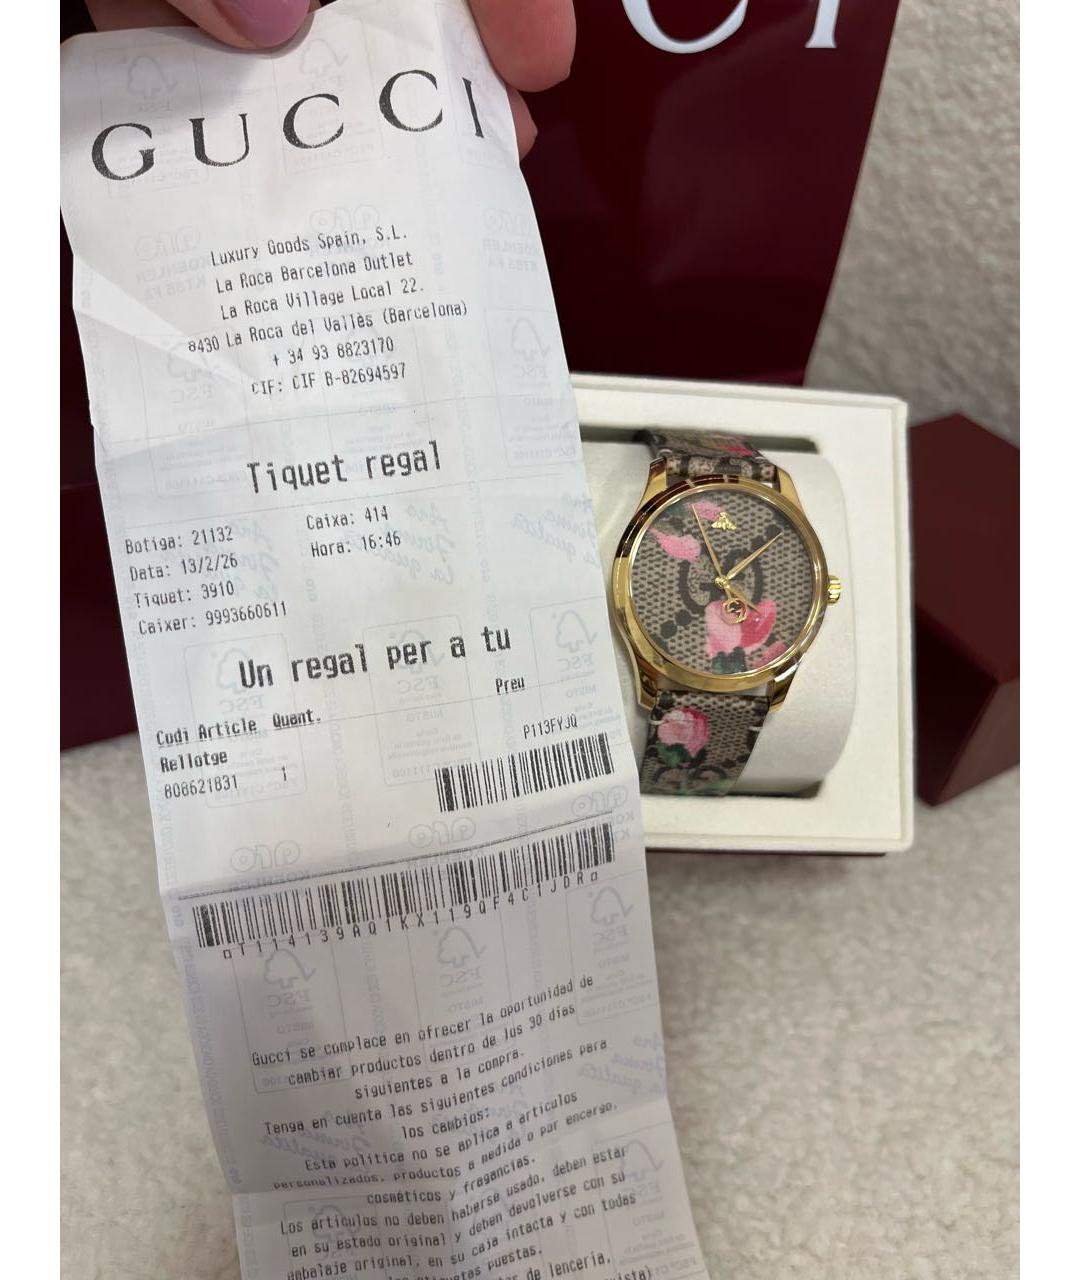 GUCCI
CI
Luxury Goods Spain, S.L.
La Roca Barcelona Outlet
La Roca Village Local 22.
8430 La Roca del Vallès (Barcelona)
+ 34 93 8823170
CIF: CIF B-82694597
Tiquet regal
Botiga: 21132 Caixa: 414
Data: 13/2/26 Hora: 16:46
Tiquet: 3910
Caixer: 9993660611
Un regal per a tu
Codi Article Quant. Preu
Rellotge
808621831 1 P113FYJQ
T114139AQ1KX119QF4C1JDR
Gucci se complace en ofrecer la oportunidad de
cambiar productos dentro de los 30 días
siguientes a la compra.
Tenga en cuenta las siguientes condiciones para
los cambios:
Esta política no se aplica a artículos
personalizados, productos a medida o por encargo,
cosméticos y fragancias.
Los artículos no deben haberse usado, deben estar
en su estado original y deben devolverse con su
embalaje original, en su caja intacta y con todas
etiquetas puestas.
de lencería,